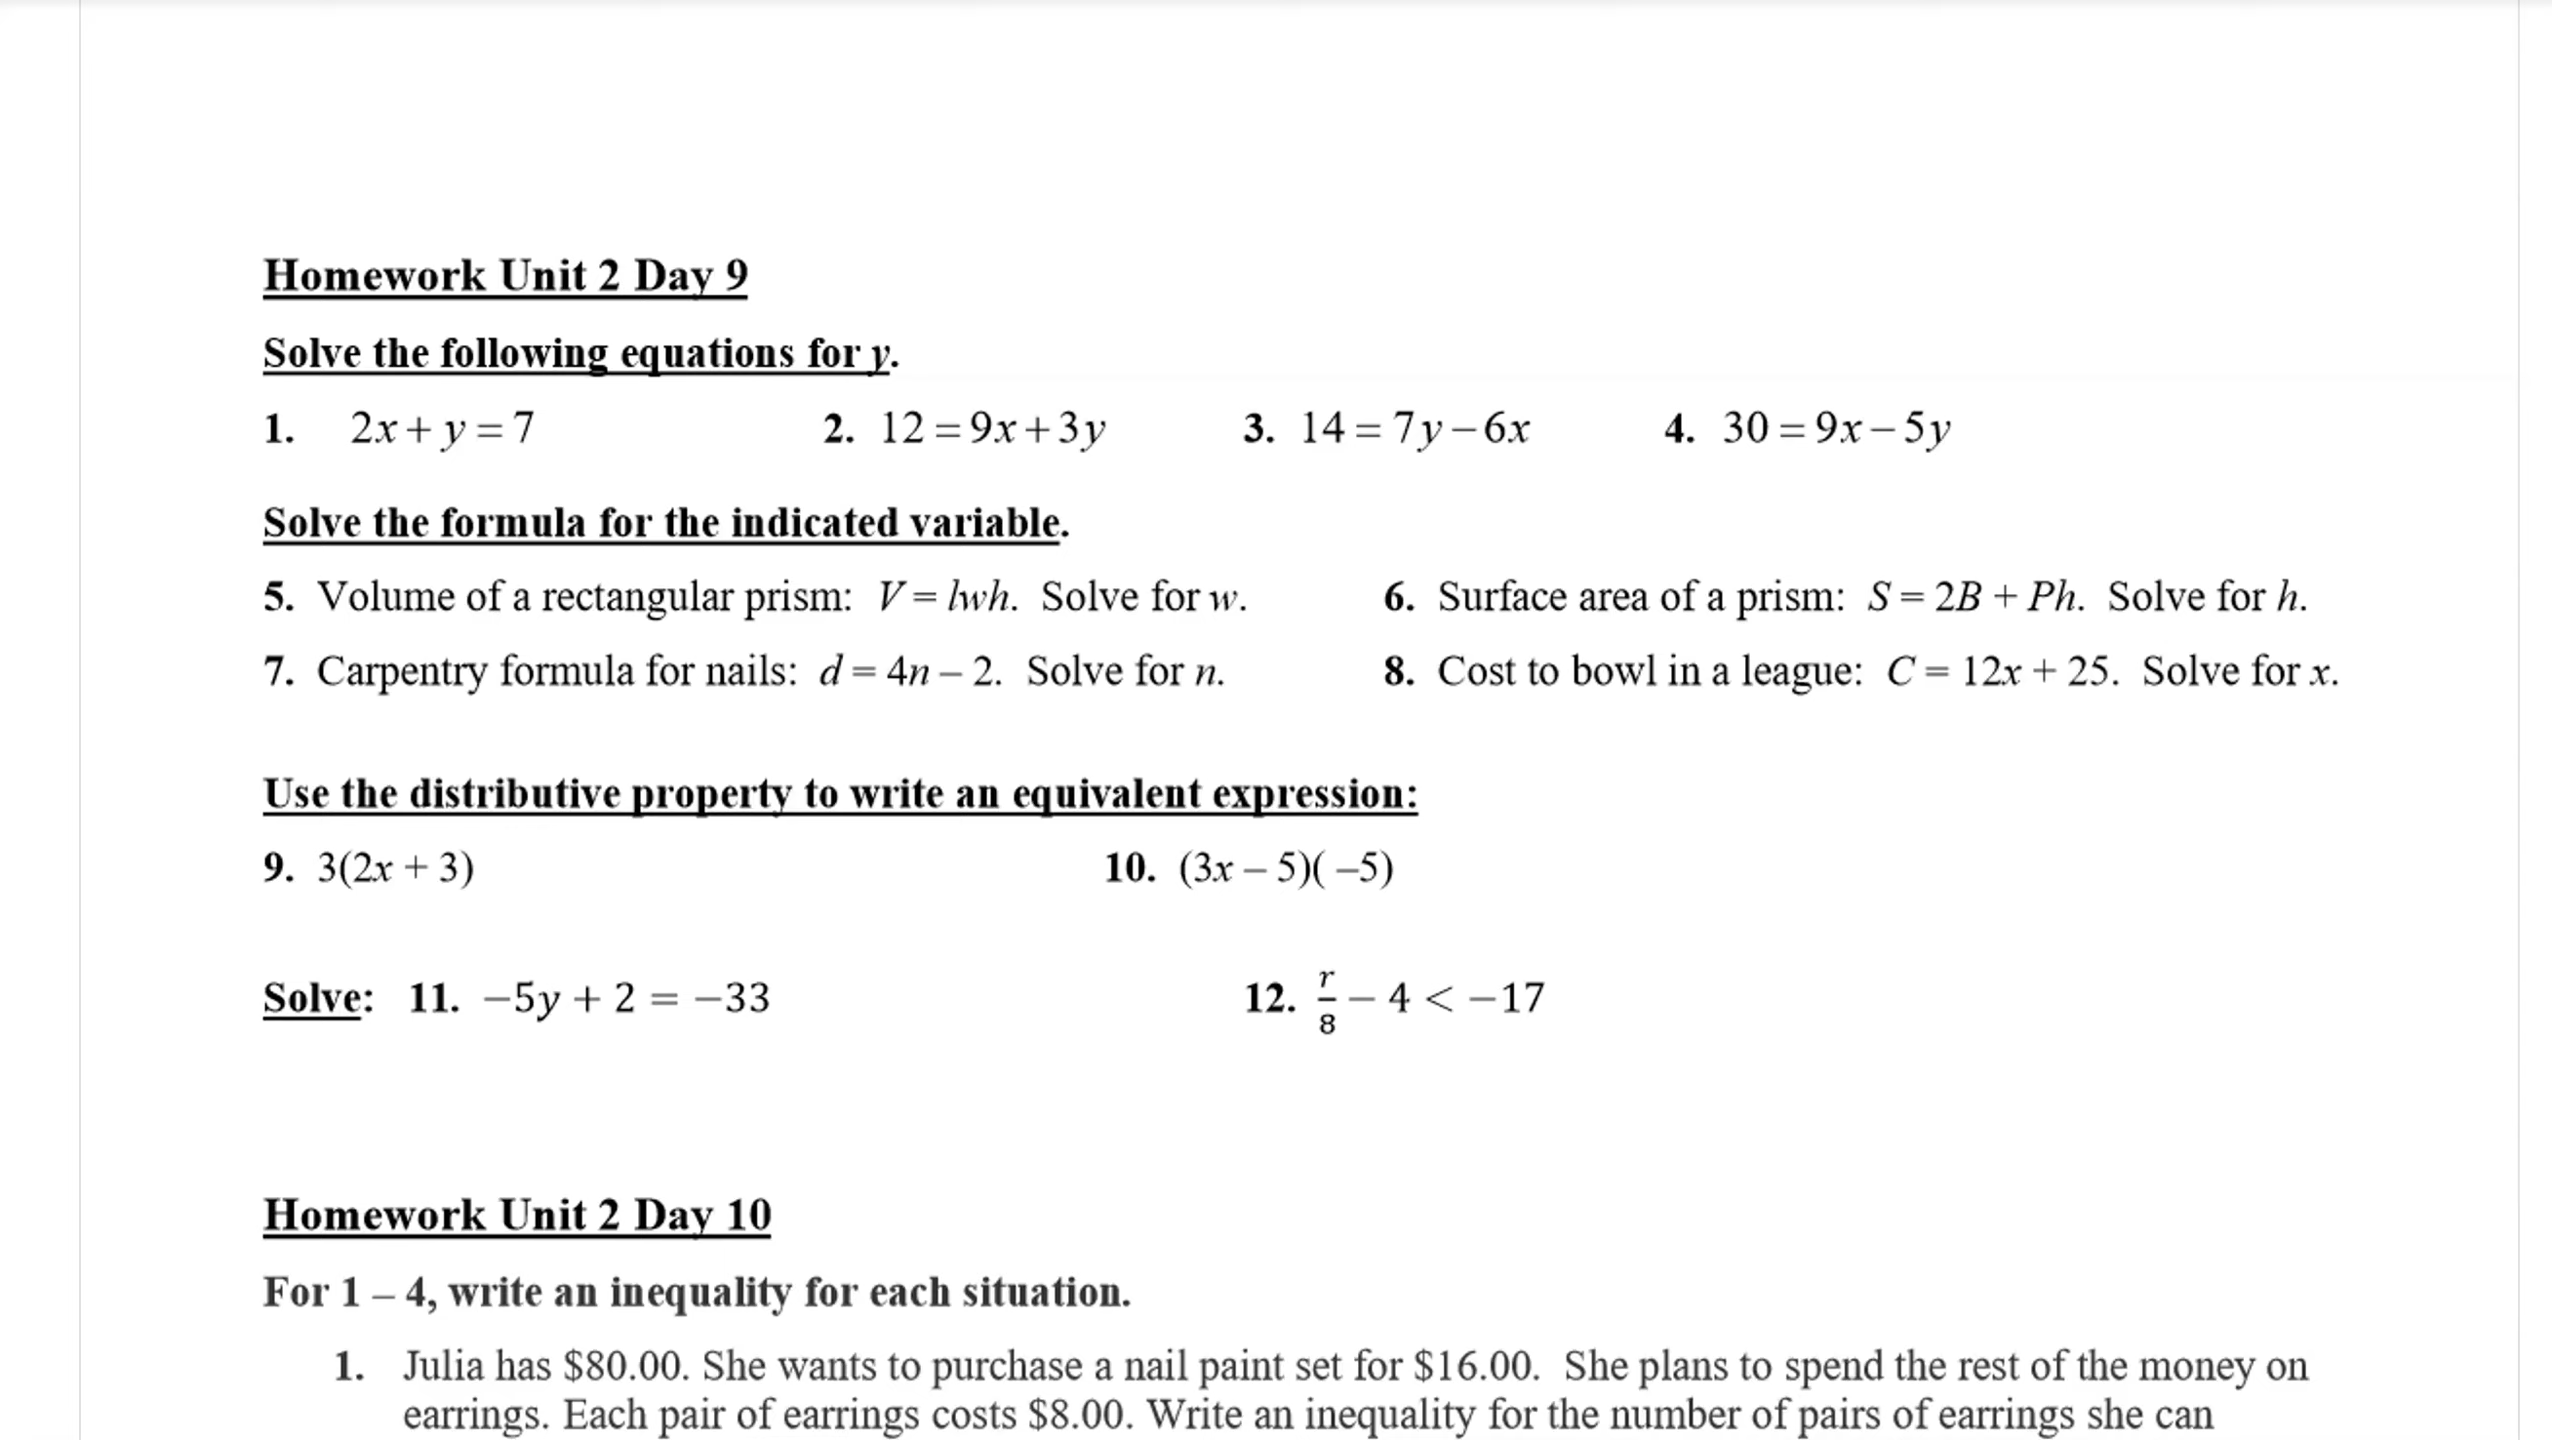 Homework Unit 2 Day 9
Solve the following equations for y.
1. 2x + y = 7 2. 12 = 9x + 3y 3. 14 = 7y – 6x 4. 30 = 9x – 5y
Solve the formula for the indicated variable.
5. Volume of a rectangular prism: V = lwh. Solve for w. 6. Surface area of a prism: S = 2B + Ph. Solve for h.
7. Carpentry formula for nails: d = 4n – 2. Solve for n. 8. Cost to bowl in a league: C = 12x + 25. Solve for x.
Use the distributive property to write an equivalent expression:
9. 3(2x + 3) 10. (3x – 5)( –5)
Solve: 11. −5y + 2 = −33 12. r/8 − 4 < −17
Homework Unit 2 Day 10
For 1 – 4, write an inequality for each situation.
1. Julia has $80.00. She wants to purchase a nail paint set for $16.00. She plans to spend the rest of the money on
earrings. Each pair of earrings costs $8.00. Write an inequality for the number of pairs of earrings she can